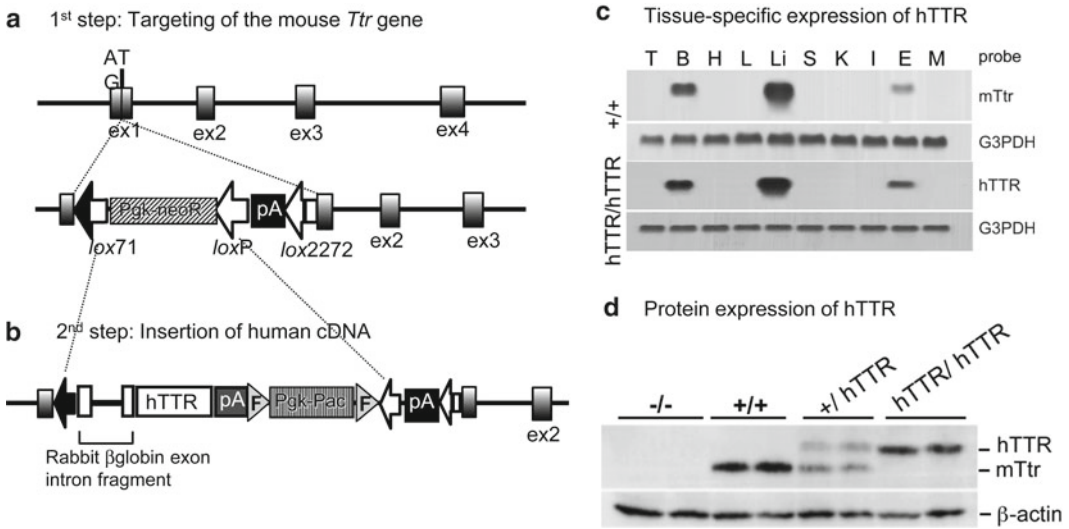 a 1st step: Targeting of the mouse Ttr gene
AT
G
ex1 ex2 ex3 ex4
Pgk-neoR pA
lox71 loxP lox2272 ex2 ex3
b 2nd step: Insertion of human cDNA
hTTR pA F Pgk-Pac F pA
ex2
Rabbit βglobin exon
intron fragment
c Tissue-specific expression of hTTR
T B H L Li S K I E M probe
+/+ mTtr
G3PDH
hTTR/hTTR hTTR
G3PDH
d Protein expression of hTTR
-/- +/+ +/hTTR hTTR/hTTR
hTTR
mTtr
β-actin